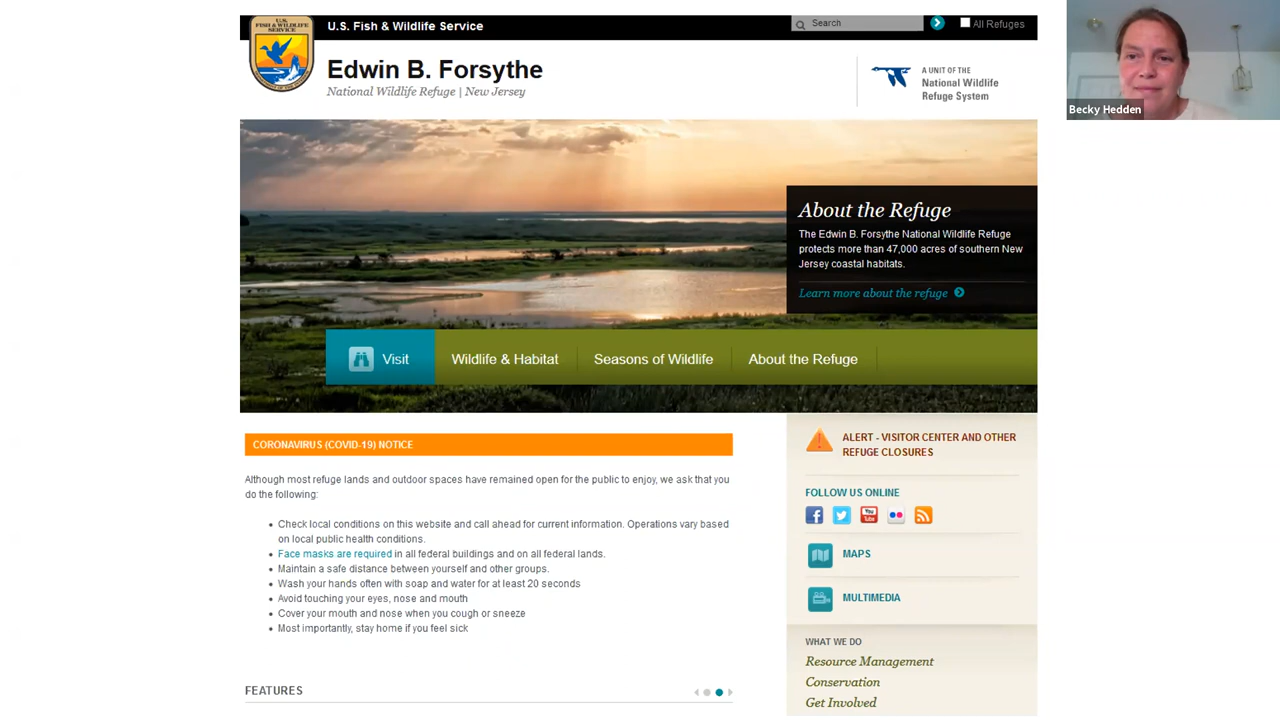 U.S.
FISH & WILDLIFE
SERVICE
U.S. Fish & Wildlife Service
Search
All Refuges
Edwin B. Forsythe
National Wildlife Refuge | New Jersey
A UNIT OF THE
National Wildlife
Refuge System
Becky Hedden
About the Refuge
The Edwin B. Forsythe National Wildlife Refuge
protects more than 47,000 acres of southern New
Jersey coastal habitats.
Learn more about the refuge
Visit
Wildlife & Habitat
Seasons of Wildlife
About the Refuge
CORONAVIRUS (COVID-19) NOTICE
Although most refuge lands and outdoor spaces have remained open for the public to enjoy, we ask that you
do the following:
• Check local conditions on this website and call ahead for current information. Operations vary based
on local public health conditions.
• Face masks are required in all federal buildings and on all federal lands.
• Maintain a safe distance between yourself and other groups.
• Wash your hands often with soap and water for at least 20 seconds
• Avoid touching your eyes, nose and mouth
• Cover your mouth and nose when you cough or sneeze
• Most importantly, stay home if you feel sick
FEATURES
ALERT - VISITOR CENTER AND OTHER
REFUGE CLOSURES
FOLLOW US ONLINE
You
Tube
MAPS
MULTIMEDIA
WHAT WE DO
Resource Management
Conservation
Get Involved